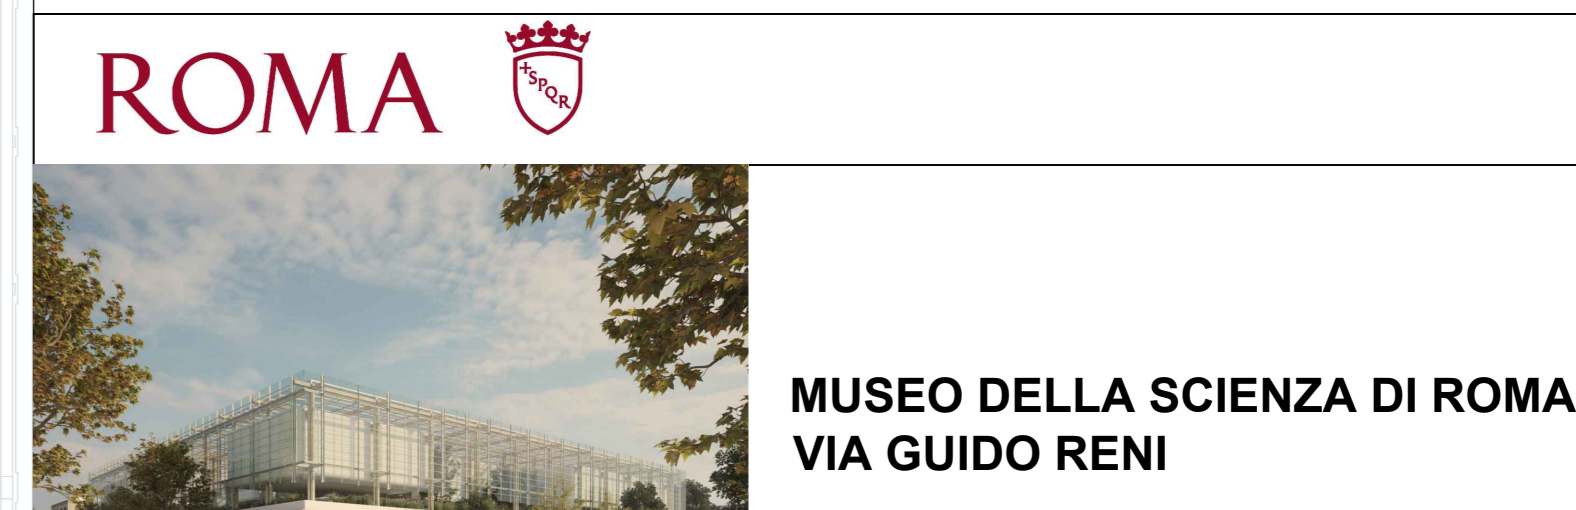 ROMA
+SPQR
MUSEO DELLA SCIENZA DI ROMA
VIA GUIDO RENI